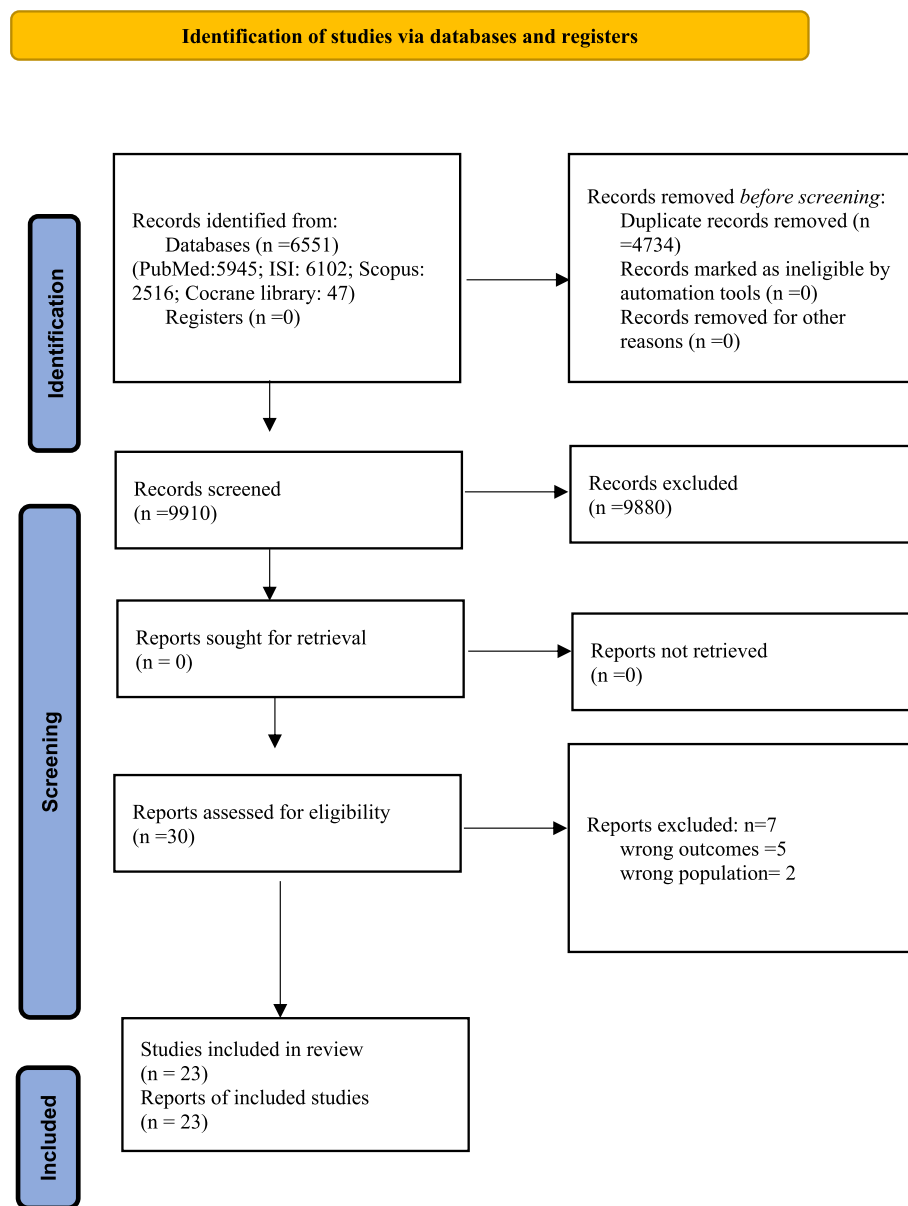 Identification of studies via databases and registers
Identification
Records identified from:
Databases (n =6551)
(PubMed:5945; ISI: 6102; Scopus:
2516; Cocrane library: 47)
Registers (n =0)
Records removed before screening:
Duplicate records removed (n
=4734)
Records marked as ineligible by
automation tools (n =0)
Records removed for other
reasons (n =0)
Screening
Records screened
(n =9910)
Records excluded
(n =9880)
Reports sought for retrieval
(n = 0)
Reports not retrieved
(n =0)
Reports assessed for eligibility
(n =30)
Reports excluded: n=7
wrong outcomes =5
wrong population= 2
Included
Studies included in review
(n = 23)
Reports of included studies
(n = 23)